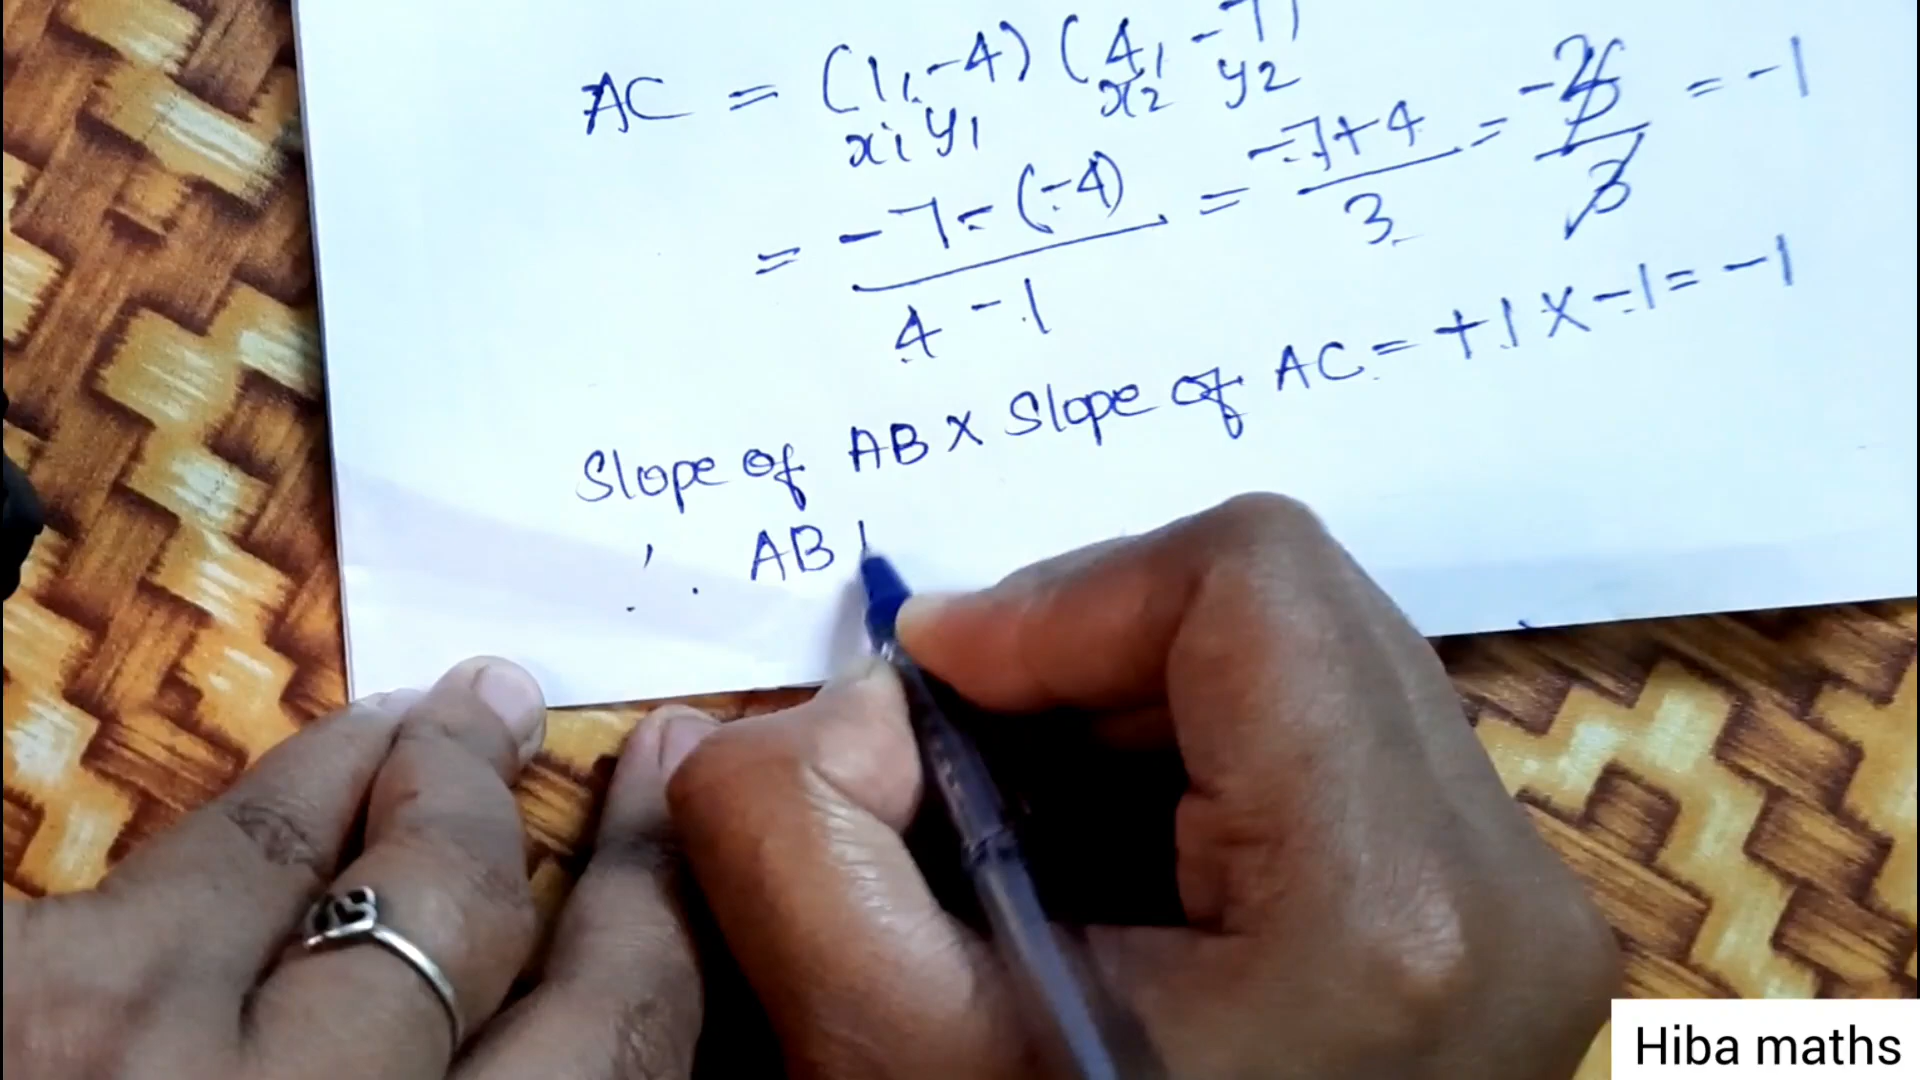 AC = (1, -4) (4, -7)
x1 y1 x2 y2
= -7-(-4) / 4-1 = -7+4 / 3 = -3 / 3 = -1
Slope of AB × Slope of AC = +1 × -1 = -1
∴ AB
Hiba maths